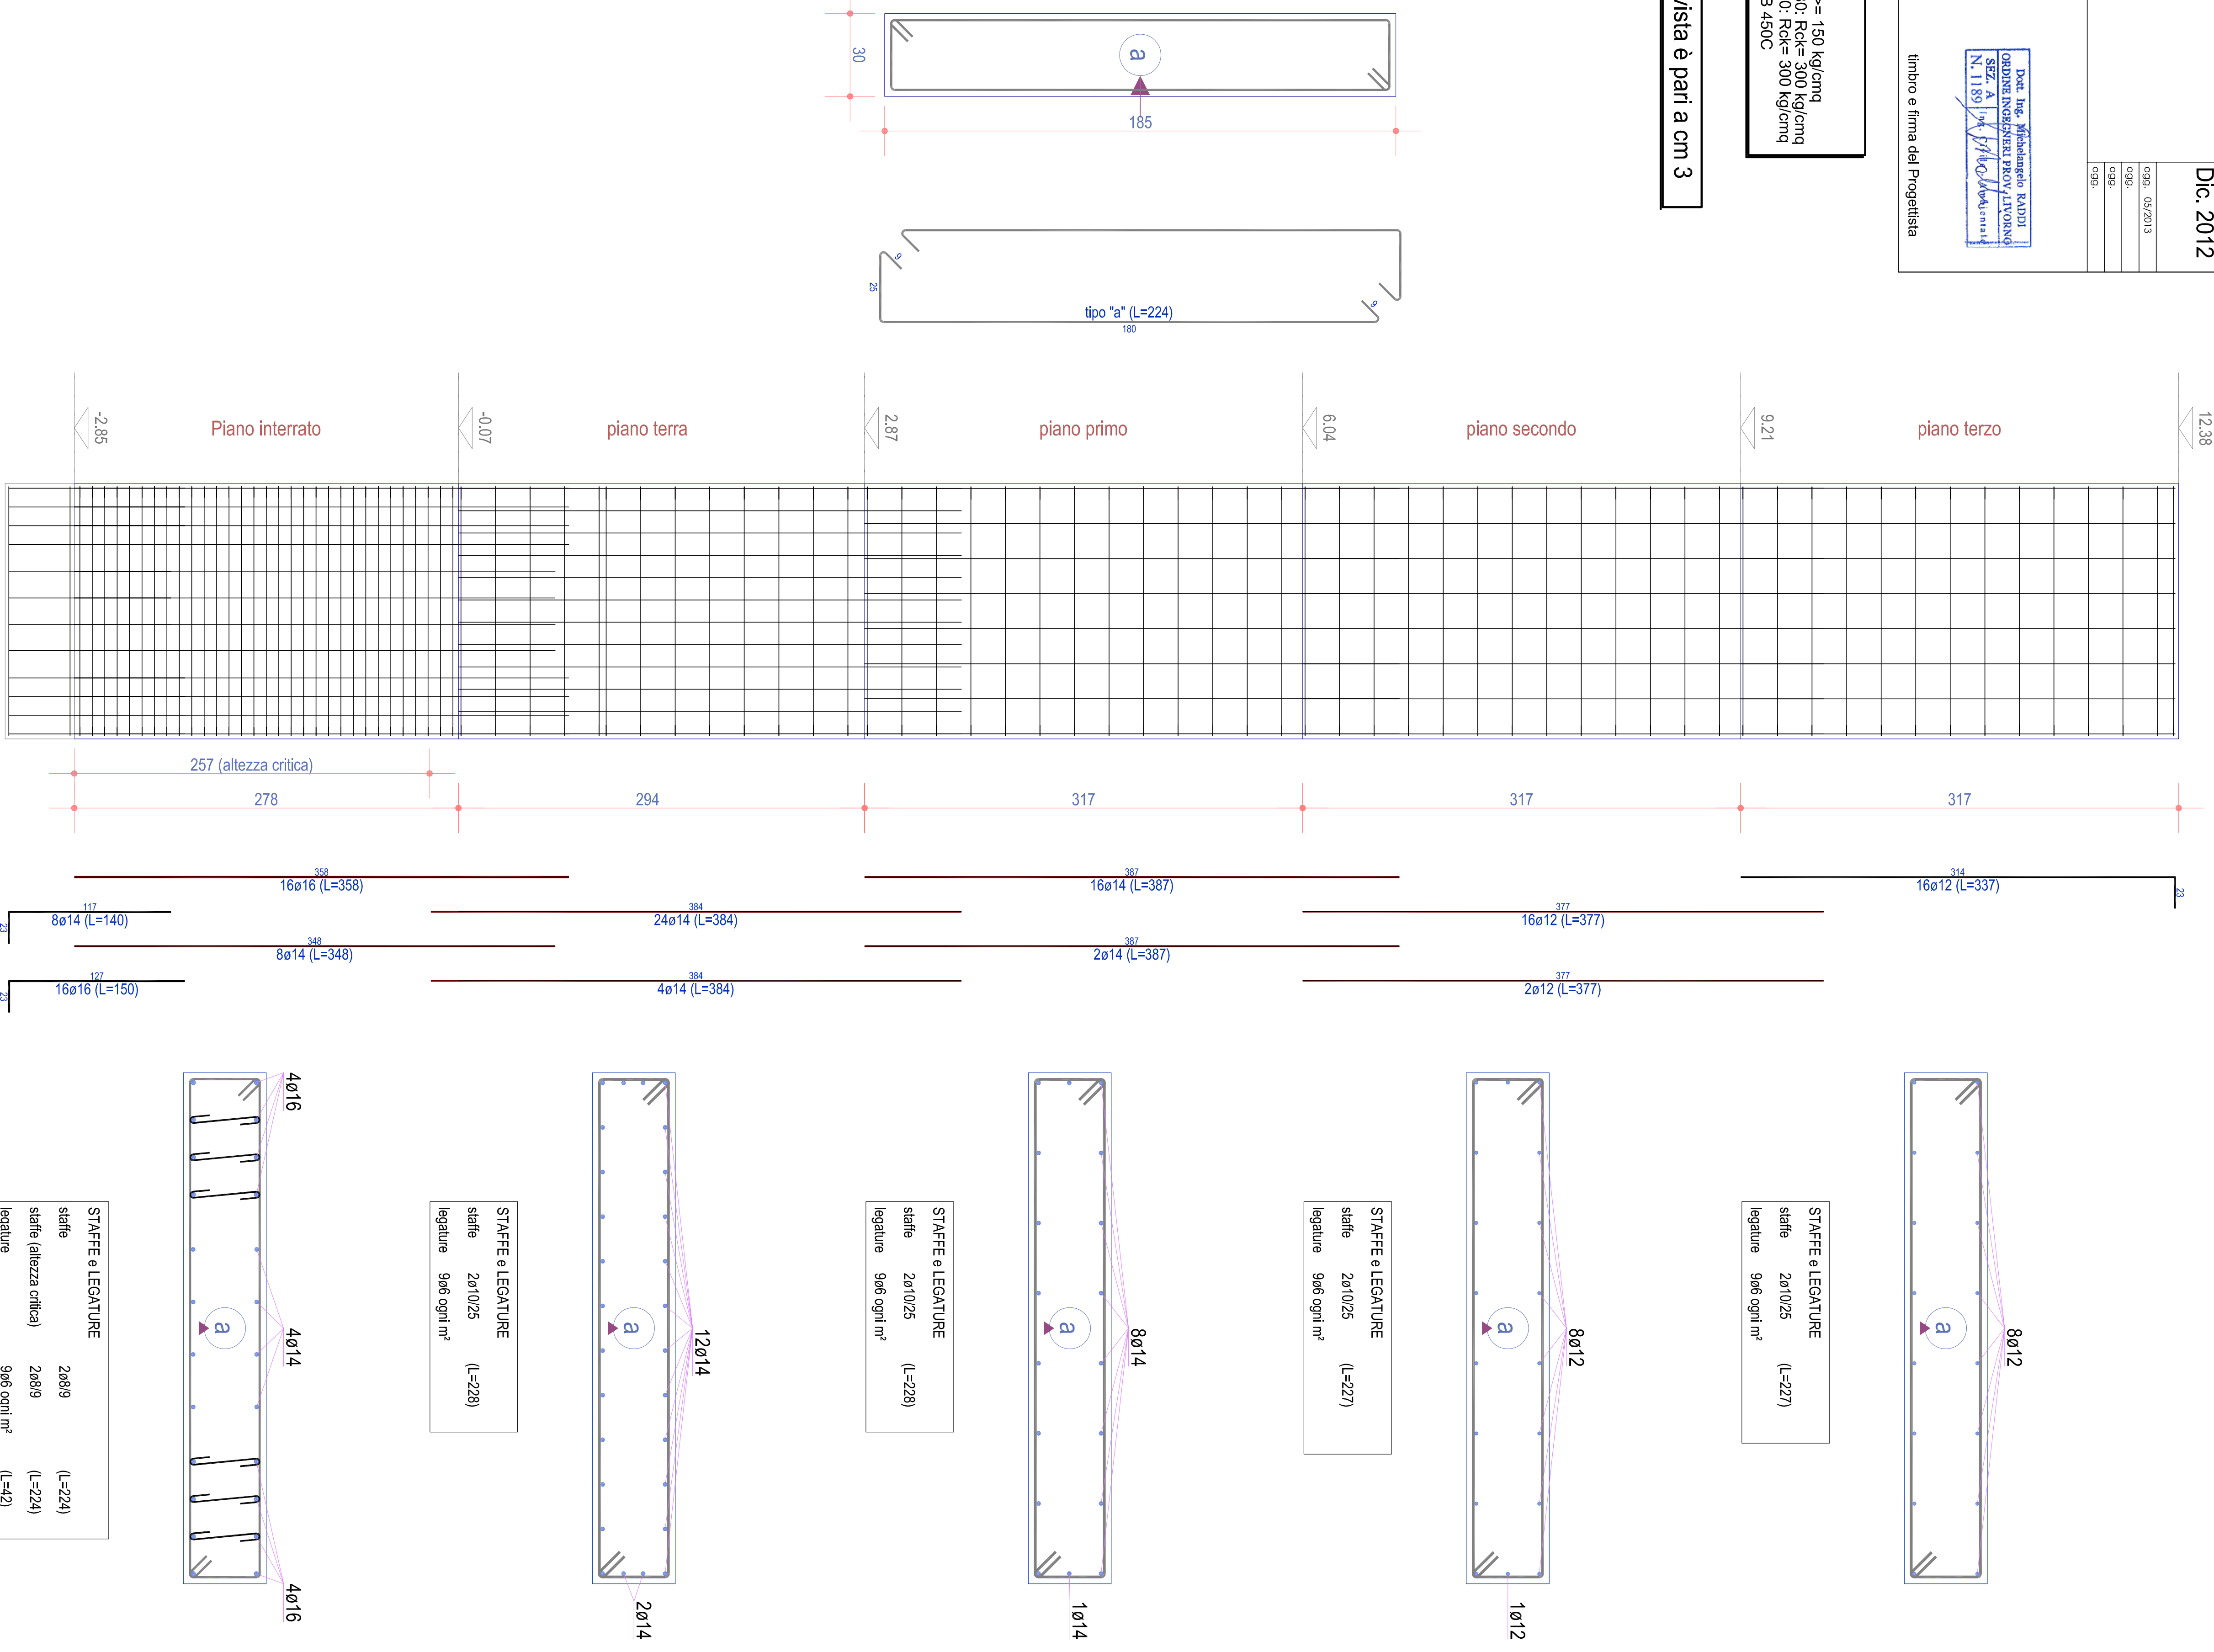 Dic. 2012
ogg. 05/2013
ogg.
ogg.
ogg.
Dott. Ing. Michelangelo RADDI
ORDINE INGEGNERI PROV. LIVORNO
SEZ. A
N. 1189
timbro e firma del Progettista
>= 150 kg/cmq
Rck= 300 kg/cmq
0: Rck= 300 kg/cmq
B 450C
vista è pari a cm 3
a
30
185
9
25
tipo "a" (L=224)
180
9
-2.85
Piano interrato
-0.07
piano terra
2.87
piano primo
6.04
piano secondo
9.21
piano terzo
12.38
257 (altezza critica)
278
294
317
317
317
358
16ø16 (L=358)
387
16ø14 (L=387)
314
16ø12 (L=337)
23
117
8ø14 (L=140)
23
384
24ø14 (L=384)
377
16ø12 (L=377)
348
8ø14 (L=348)
387
2ø14 (L=387)
127
16ø16 (L=150)
23
384
4ø14 (L=384)
377
2ø12 (L=377)
4ø16
4ø14
4ø16
a
STAFFE e LEGATURE
staffe 2ø8/9 (L=224)
staffe (altezza critica) 2ø8/9 (L=224)
legature 9ø6 ogni m² (L=42)
12ø14
2ø14
a
STAFFE e LEGATURE
staffe 2ø10/25 (L=228)
legature 9ø6 ogni m²
8ø14
1ø14
a
STAFFE e LEGATURE
staffe 2ø10/25 (L=228)
legature 9ø6 ogni m²
8ø12
1ø12
a
STAFFE e LEGATURE
staffe 2ø10/25 (L=227)
legature 9ø6 ogni m²
8ø12
a
STAFFE e LEGATURE
staffe 2ø10/25 (L=227)
legature 9ø6 ogni m²